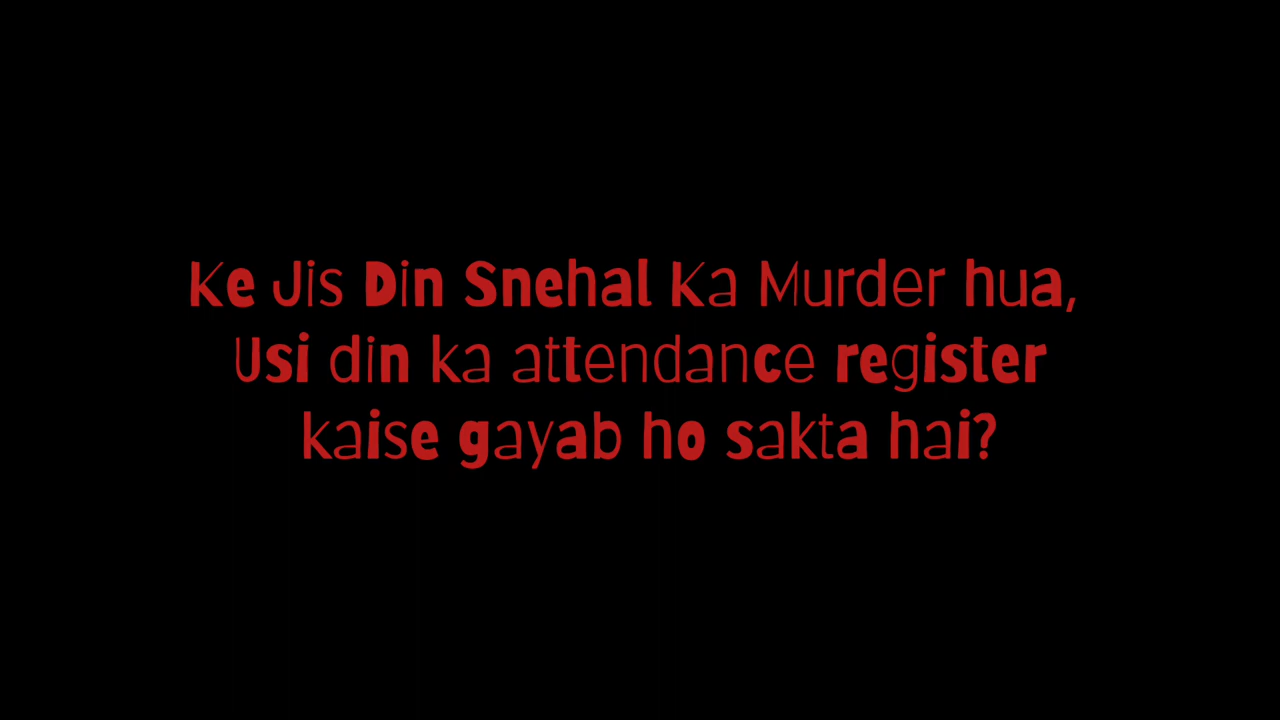 Ke Jis Din Snehal Ka Murder hua,
Usi din ka attendance register
kaise gayab ho sakta hai?